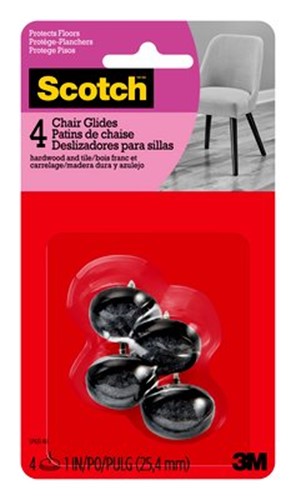 Protects Floors
Protège-Planchers
Protege Pisos
Scotch
4 Chair Glides
Patins de chaise
Deslizadores para sillas
hardwood and tile/bois franc et
carrelage/madera dura y azulejo
4 1 IN/PO/PULG (25,4 mm)
3M